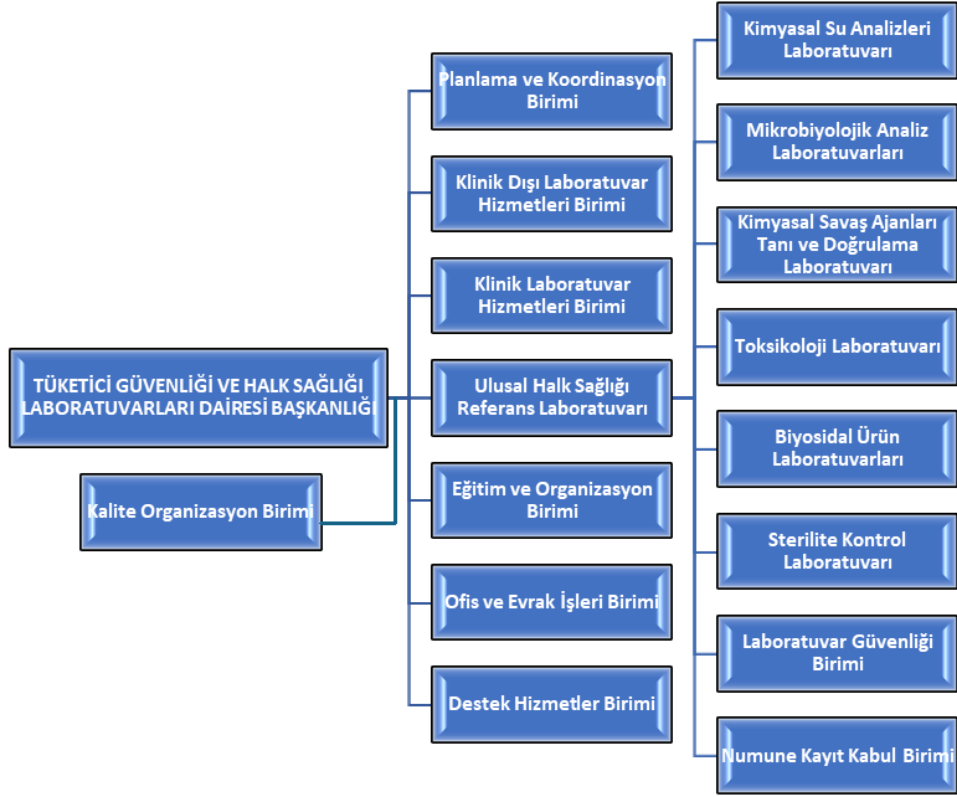 TÜKETİCİ GÜVENLİĞİ VE HALK SAĞLIĞI
LABORATUVARLARI DAİRESİ BAŞKANLIĞI
Kalite Organizasyon Birimi
Planlama ve Koordinasyon
Birimi
Klinik Dışı Laboratuvar
Hizmetleri Birimi
Klinik Laboratuvar
Hizmetleri Birimi
Ulusal Halk Sağlığı
Referans Laboratuvarı
Eğitim ve Organizasyon
Birimi
Ofis ve Evrak İşleri Birimi
Destek Hizmetler Birimi
Kimyasal Su Analizleri
Laboratuvarı
Mikrobiyolojik Analiz
Laboratuvarları
Kimyasal Savaş Ajanları
Tanı ve Doğrulama
Laboratuvarı
Toksikoloji Laboratuvarı
Biyosidal Ürün
Laboratuvarları
Sterilite Kontrol
Laboratuvarı
Laboratuvar Güvenliği
Birimi
Numune Kayıt Kabul Birimi